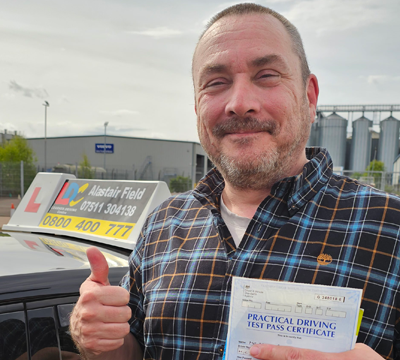 L
Alastair Field
07511 304138
0800 400 777
PRACTICAL DRIVING
TEST PASS CERTIFICATE